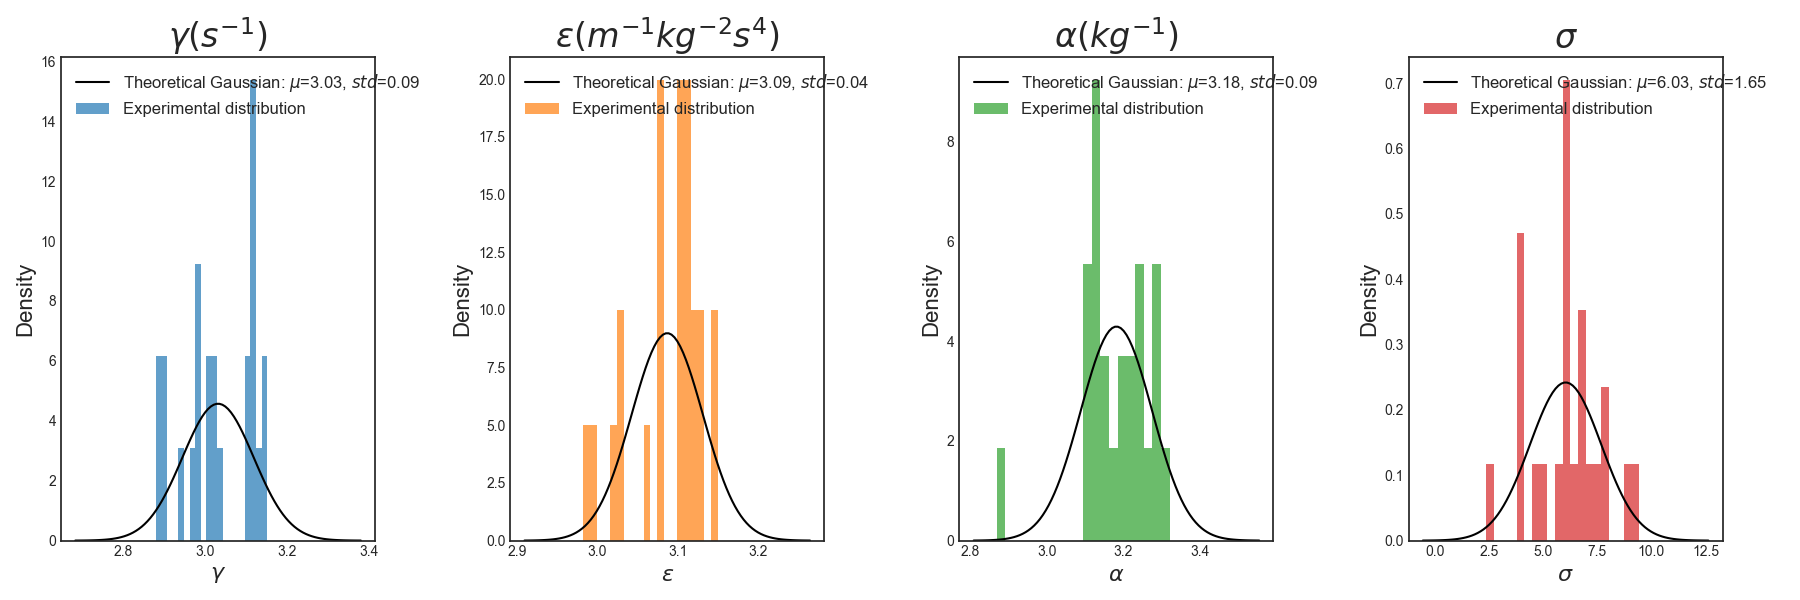 γ(s⁻¹)
Theoretical Gaussian: μ=3.03, std=0.09
Experimental distribution
Density
16
14
12
10
8
6
4
2
0
2.8 3.0 3.2 3.4
γ
ε(m⁻¹kg⁻²s⁴)
Theoretical Gaussian: μ=3.09, std=0.04
Experimental distribution
Density
20.0
17.5
15.0
12.5
10.0
7.5
5.0
2.5
0.0
2.9 3.0 3.1 3.2
ε
α(kg⁻¹)
Theoretical Gaussian: μ=3.18, std=0.09
Experimental distribution
Density
8
6
4
2
0
2.8 3.0 3.2 3.4
α
σ
Theoretical Gaussian: μ=6.03, std=1.65
Experimental distribution
Density
0.7
0.6
0.5
0.4
0.3
0.2
0.1
0.0
0.0 2.5 5.0 7.5 10.0 12.5
σ